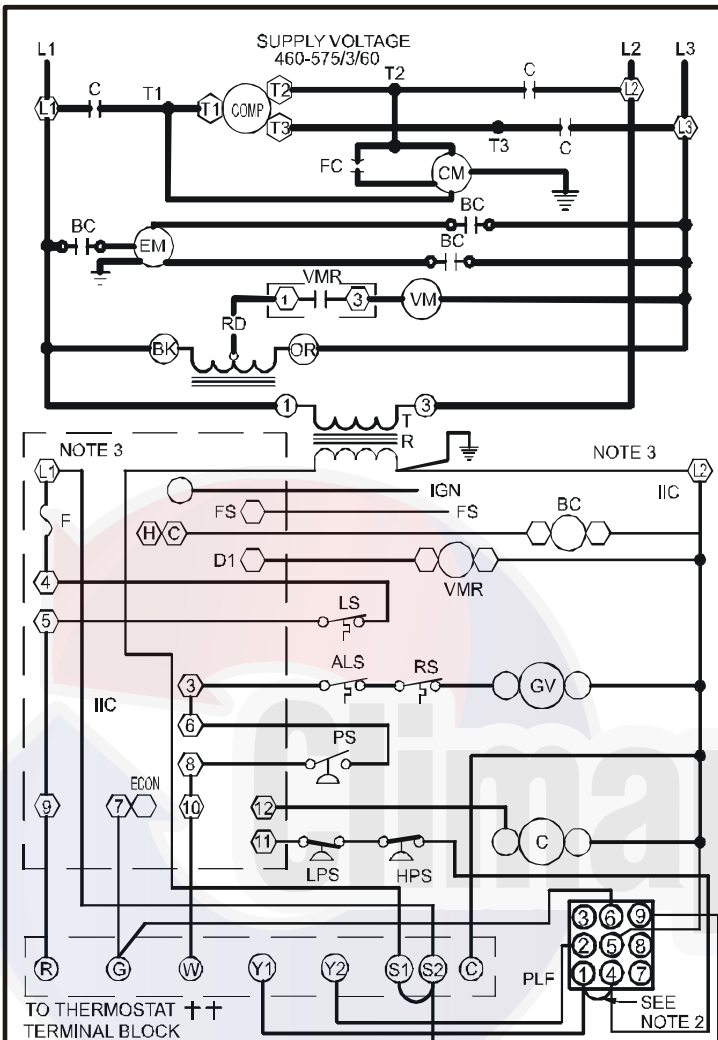 SUPPLY VOLTAGE
460-575/3/60
L1 L2 L3
C T1 T2 C
L1 T1 COMP T2 L2
T3 T3 C L3
FC CM
BC BC
EM BC
VMR
1 3 VM
RD
BK OR
1 T 3
R
NOTE 3 NOTE 3
L1 L2
IGN IIC
F FS FS BC
H C
D1 VMR
4
5 LS
ALS RS
3 GV
IIC
6 PS
8
ECON
9 7 10 12 C
11
LPS HPS
3 6 9
2 5 8
1 4 7
R G W Y1 Y2 S1 S2 C PLF
SEE
NOTE 2
TO THERMOSTAT ††
TERMINAL BLOCK
Climat